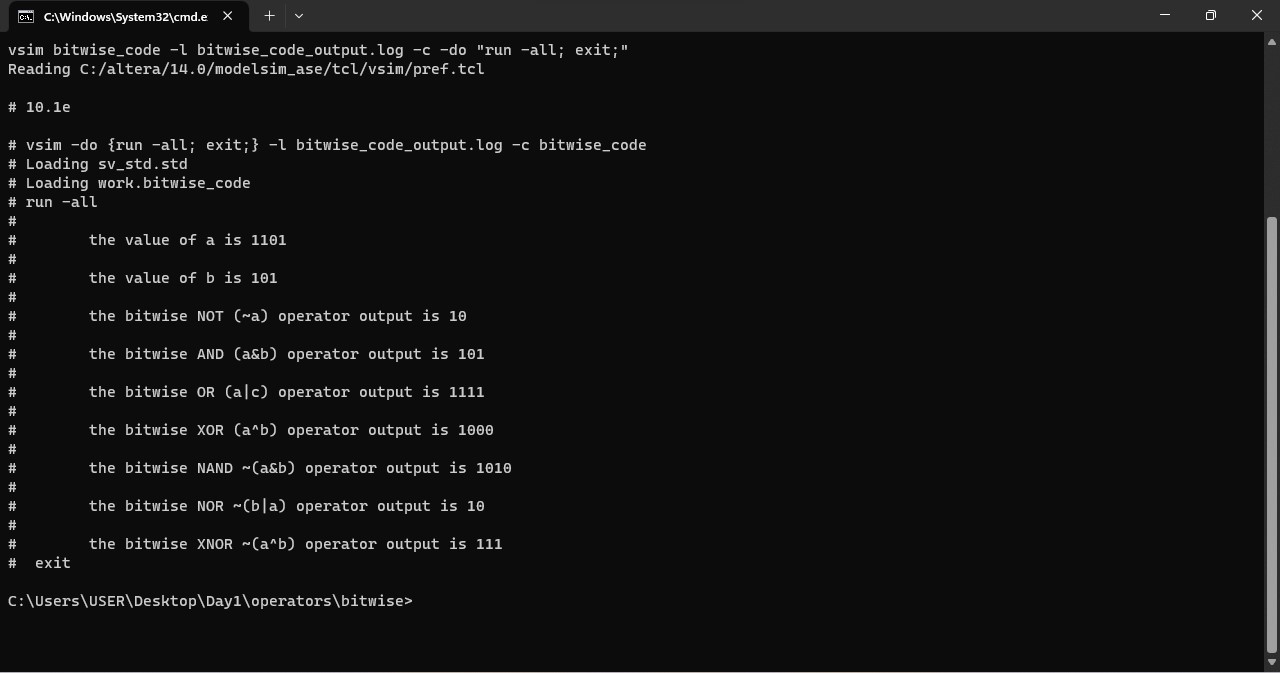 C:\Windows\System32\cmd.e
vsim bitwise_code -l bitwise_code_output.log -c -do "run -all; exit;"
Reading C:/altera/14.0/modelsim_ase/tcl/vsim/pref.tcl
# 10.1e
# vsim -do {run -all; exit;} -l bitwise_code_output.log -c bitwise_code
# Loading sv_std.std
# Loading work.bitwise_code
# run -all
#
#        the value of a is 1101
#
#        the value of b is 101
#
#        the bitwise NOT (~a) operator output is 10
#
#        the bitwise AND (a&b) operator output is 101
#
#        the bitwise OR (a|c) operator output is 1111
#
#        the bitwise XOR (a^b) operator output is 1000
#
#        the bitwise NAND ~(a&b) operator output is 1010
#
#        the bitwise NOR ~(b|a) operator output is 10
#
#        the bitwise XNOR ~(a^b) operator output is 111
#  exit
C:\Users\USER\Desktop\Day1\operators\bitwise>